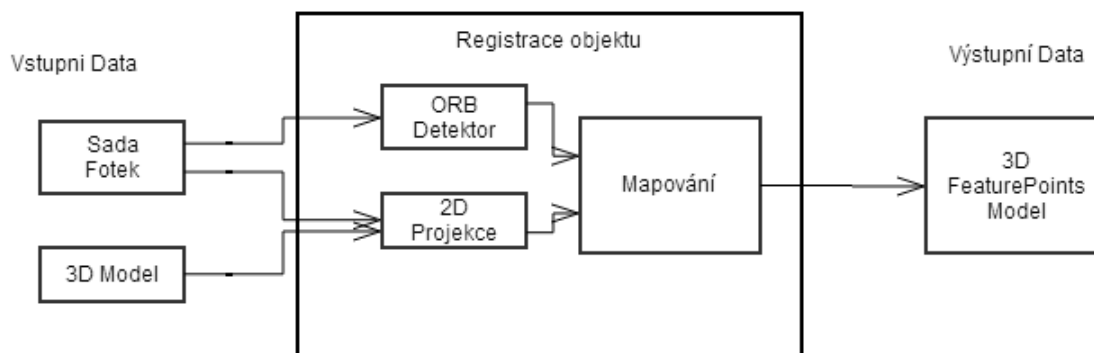 Vstupni Data
Sada
Fotek
3D Model
Registrace objektu
ORB
Detektor
2D
Projekce
Mapování
Výstupní Data
3D
FeaturePoints
Model